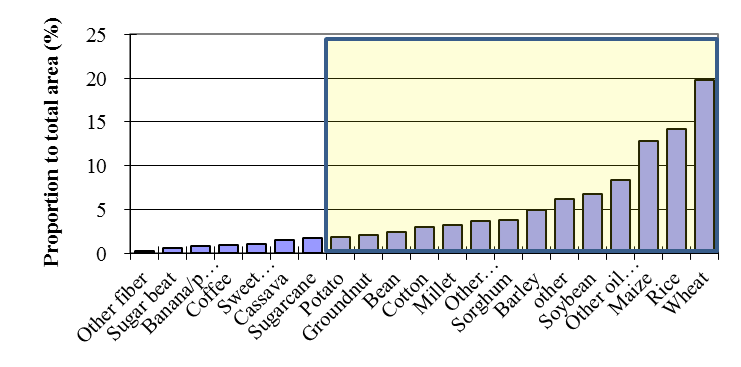 Proportion to total area (%)
25
20
15
10
5
0
Other fiber
Sugar beat
Banana/p…
Coffee
Sweet…
Cassava
Sugarcane
Potato
Groundnut
Bean
Cotton
Millet
Other…
Sorghum
Barley
other
Soybean
Other oil…
Maize
Rice
Wheat